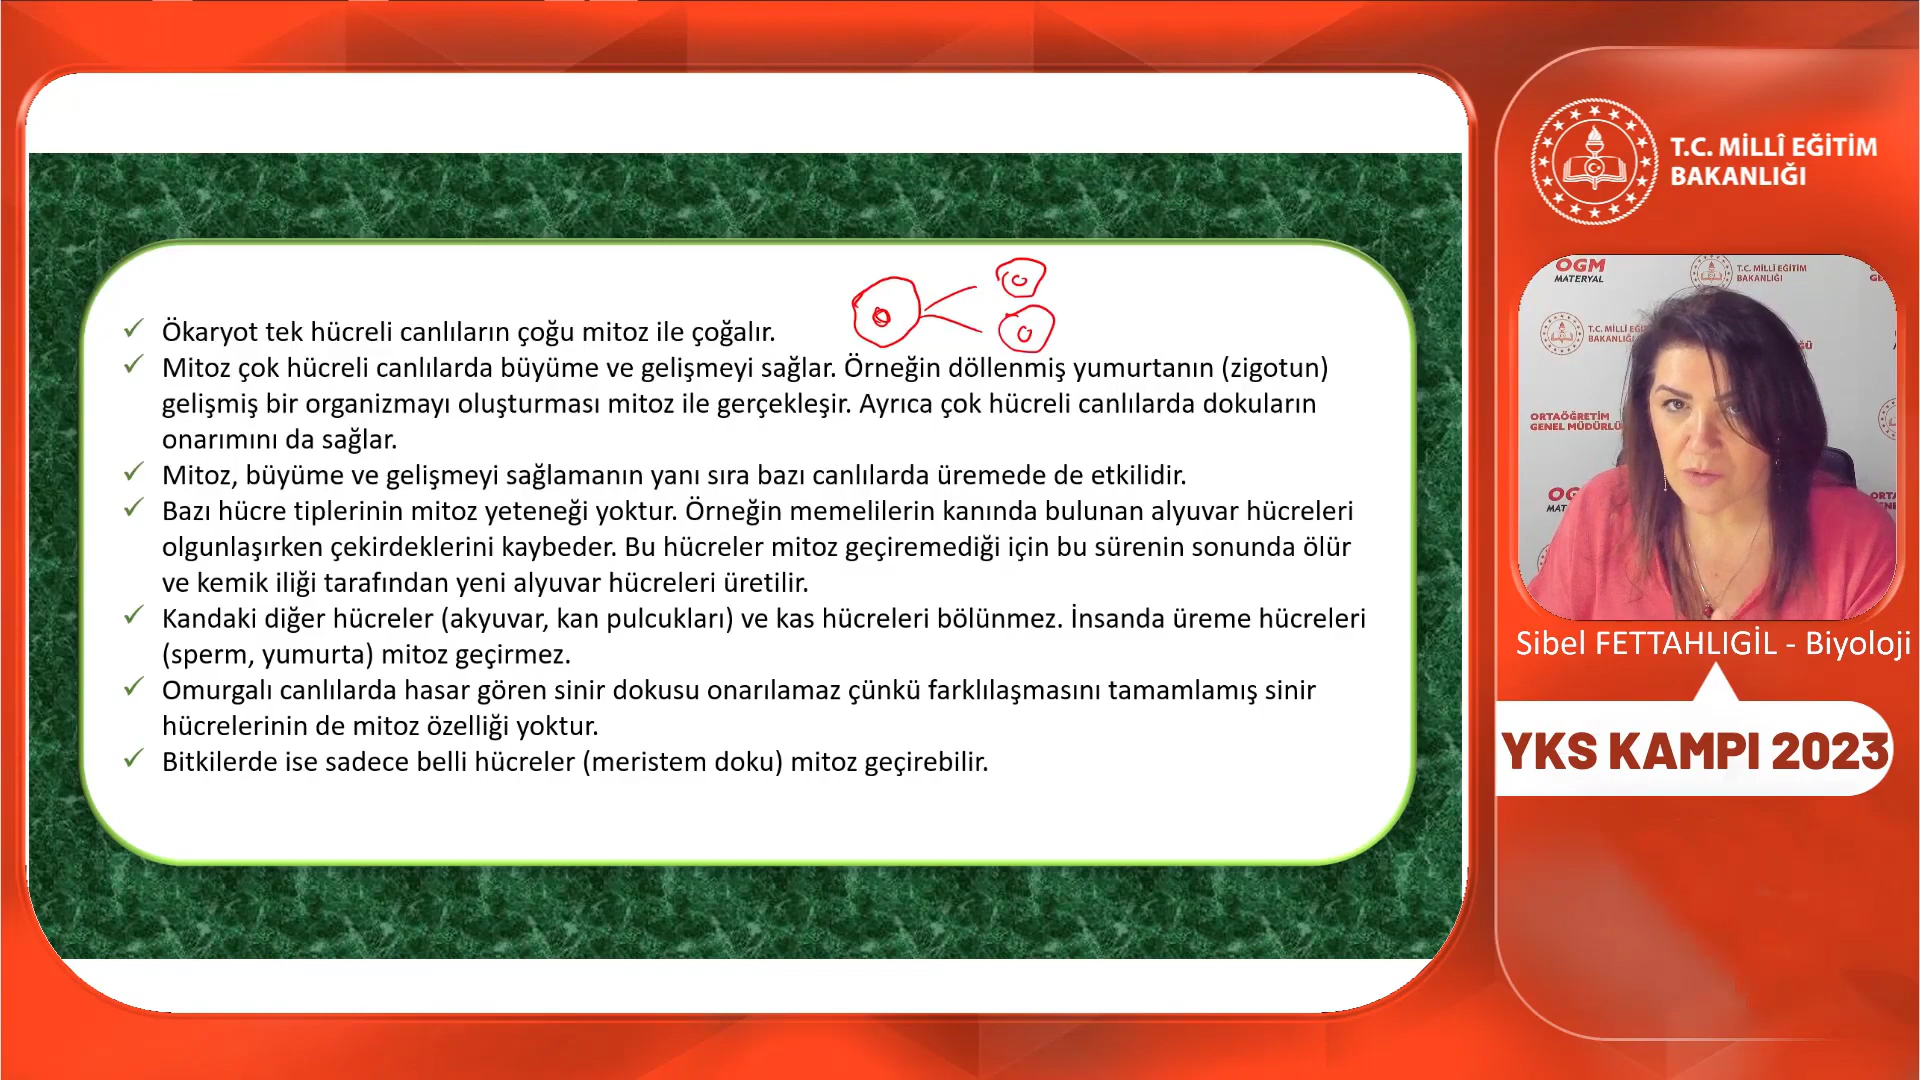 Ökaryot tek hücreli canlıların çoğu mitoz ile çoğalır.
Mitoz çok hücreli canlılarda büyüme ve gelişmeyi sağlar. Örneğin döllenmiş yumurtanın (zigotun)
gelişmiş bir organizmayı oluşturması mitoz ile gerçekleşir. Ayrıca çok hücreli canlılarda dokuların
onarımını da sağlar.
Mitoz, büyüme ve gelişmeyi sağlamanın yanı sıra bazı canlılarda üremede de etkilidir.
Bazı hücre tiplerinin mitoz yeteneği yoktur. Örneğin memelilerin kanında bulunan alyuvar hücreleri
olgunlaşırken çekirdeklerini kaybeder. Bu hücreler mitoz geçiremediği için bu sürenin sonunda ölür
ve kemik iliği tarafından yeni alyuvar hücreleri üretilir.
Kandaki diğer hücreler (akyuvar, kan pulcukları) ve kas hücreleri bölünmez. İnsanda üreme hücreleri
(sperm, yumurta) mitoz geçirmez.
Omurgalı canlılarda hasar gören sinir dokusu onarılamaz çünkü farklılaşmasını tamamlamış sinir
hücrelerinin de mitoz özelliği yoktur.
Bitkilerde ise sadece belli hücreler (meristem doku) mitoz geçirebilir.
T.C. MİLLÎ EĞİTİM
BAKANLIĞI
OGM
MATERYAL
T.C. MİLLÎ EĞİTİM
BAKANLIĞI
ORTAÖĞRETİM
GENEL MÜDÜRLÜ
Sibel FETTAHLIGİL - Biyoloji
YKS KAMPI 2023